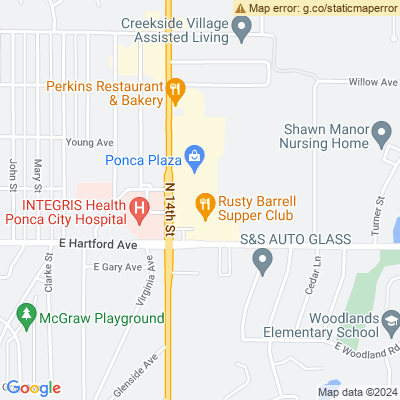 Map error: g.co/staticmaperror
Creekside Village
Assisted Living
Willow Ave
Perkins Restaurant
& Bakery
Young Ave
Shawn Manor
Nursing Home
Ponca Plaza
John St
Mary St
N 14th St
INTEGRIS Health
Ponca City Hospital
Rusty Barrell
Supper Club
Turner St
E Hartford Ave
S&S AUTO GLASS
E Gary Ave
Clarke St
Virginia Ave
Cedar Ln
McGraw Playground
Woodlands
Elementary School
E Woodland Rd
Glenside Ave
Google
Map data ©2024